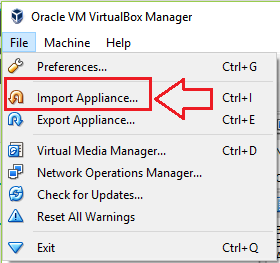 Oracle VM VirtualBox Manager
File Machine Help
Preferences... Ctrl+G
Import Appliance... Ctrl+I
Export Appliance... Ctrl+E
Virtual Media Manager... Ctrl+D
Network Operations Manager...
Check for Updates...
Reset All Warnings
Exit Ctrl+Q